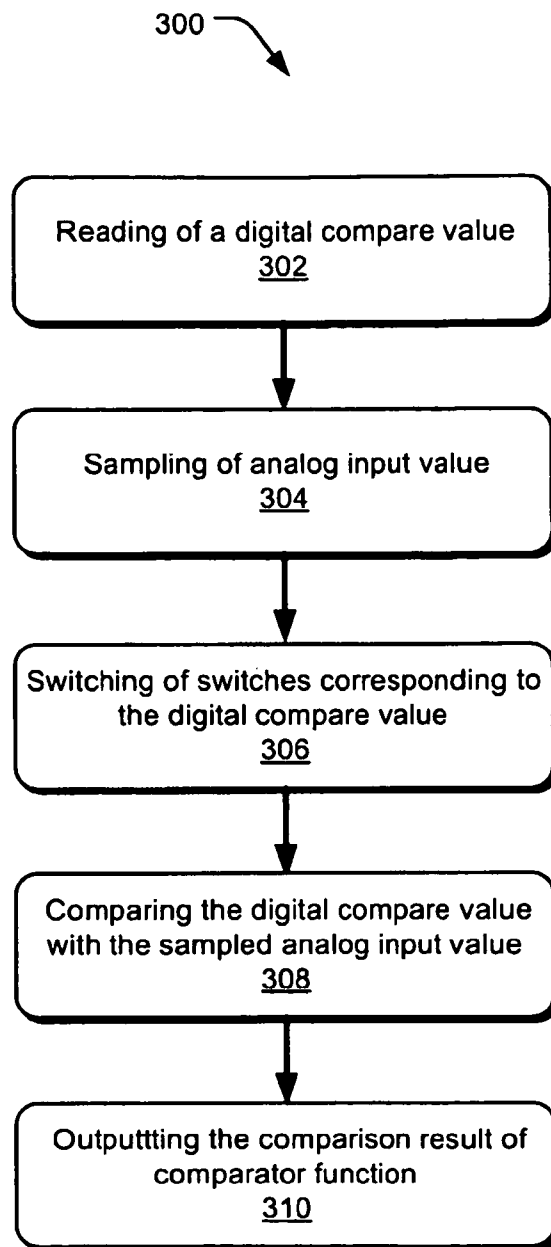 300
Reading of a digital compare value
302
Sampling of analog input value
304
Switching of switches corresponding to
the digital compare value
306
Comparing the digital compare value
with the sampled analog input value
308
Outputttting the comparison result of
comparator function
310